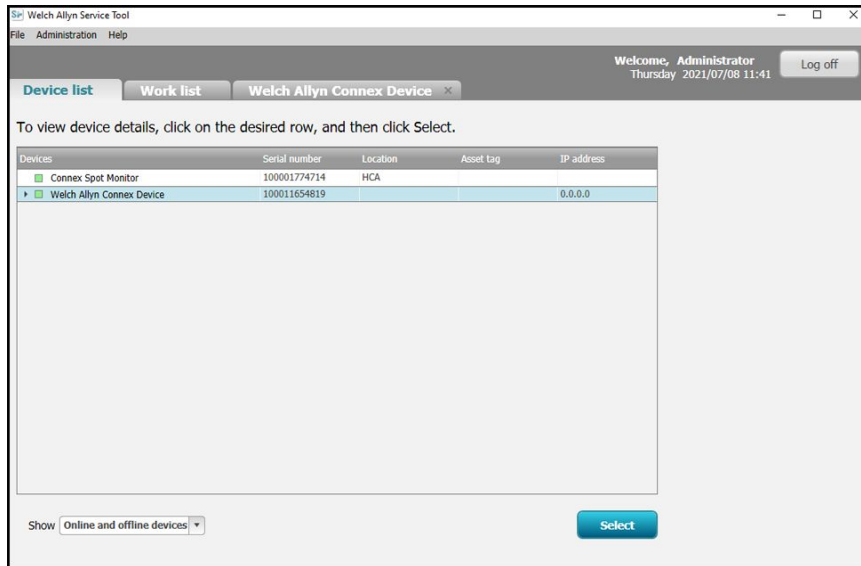 Welch Allyn Service Tool
File Administration Help
Welcome, Administrator
Thursday 2021/07/08 11:41
Log off
Device list Work list Welch Allyn Connex Device ×
To view device details, click on the desired row, and then click Select.
Devices Serial number Location Asset tag IP address
Connex Spot Monitor 100001774714 HCA
Welch Allyn Connex Device 100011654819 0.0.0.0
Show Online and offline devices
Select